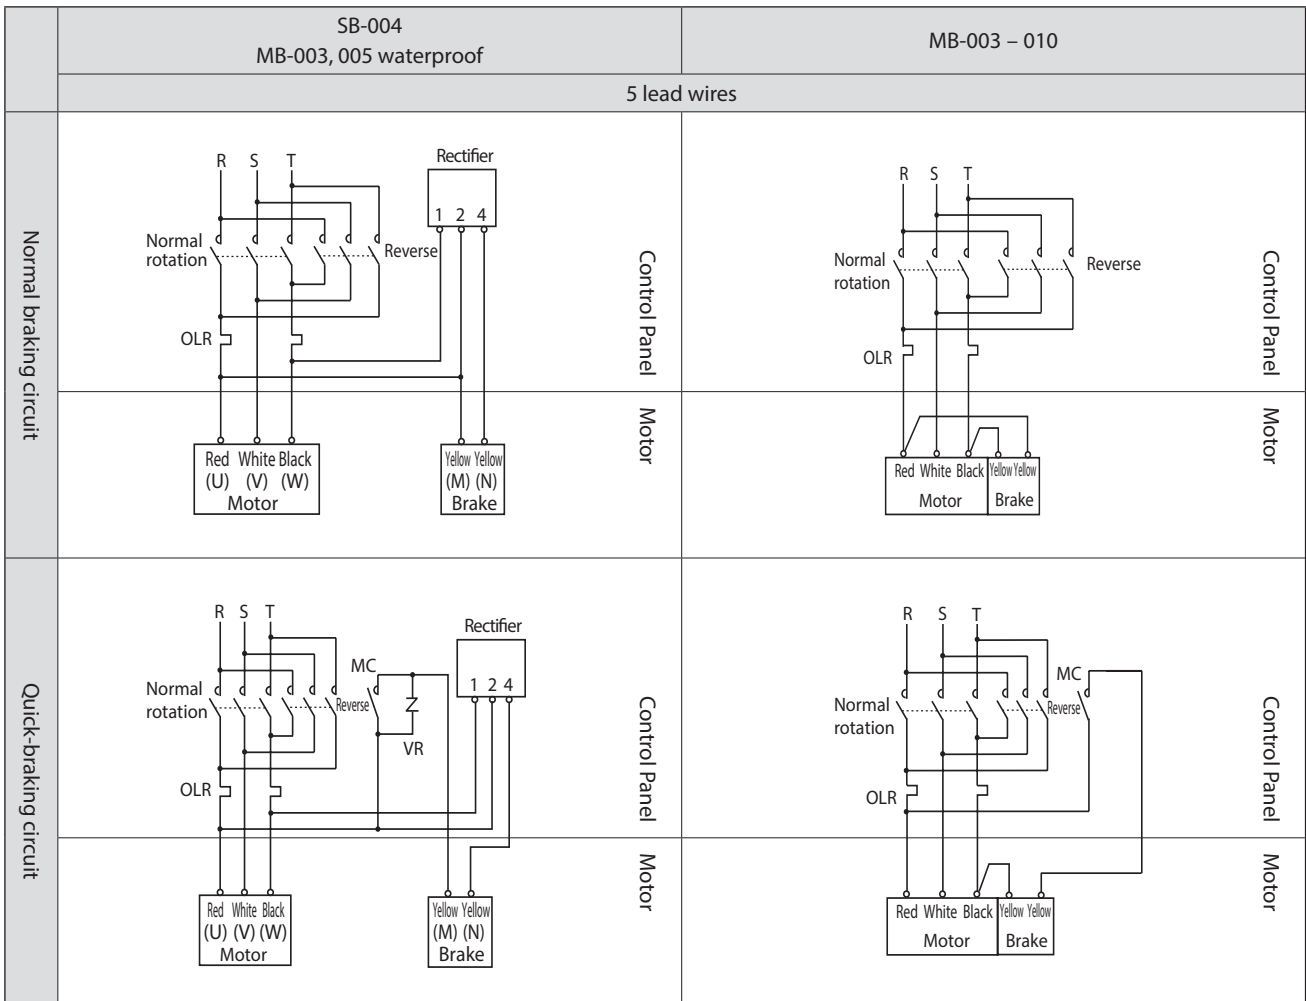 SB-004
MB-003, 005 waterproof
MB-003 – 010
5 lead wires
Normal braking circuit
R S T
Rectifier
1 2 4
Normal
rotation
Reverse
OLR
Control Panel
Motor
Red White Black
(U) (V) (W)
Motor
Yellow Yellow
(M) (N)
Brake
R S T
Normal
rotation
Reverse
OLR
Control Panel
Motor
Red White Black
Motor
Yellow Yellow
Brake
Quick-braking circuit
R S T
Rectifier
MC
1 2 4
Normal
rotation
Reverse
VR
OLR
Control Panel
Motor
Red White Black
(U) (V) (W)
Motor
Yellow Yellow
(M) (N)
Brake
R S T
MC
Normal
rotation
Reverse
OLR
Control Panel
Motor
Red White Black
Motor
Yellow Yellow
Brake